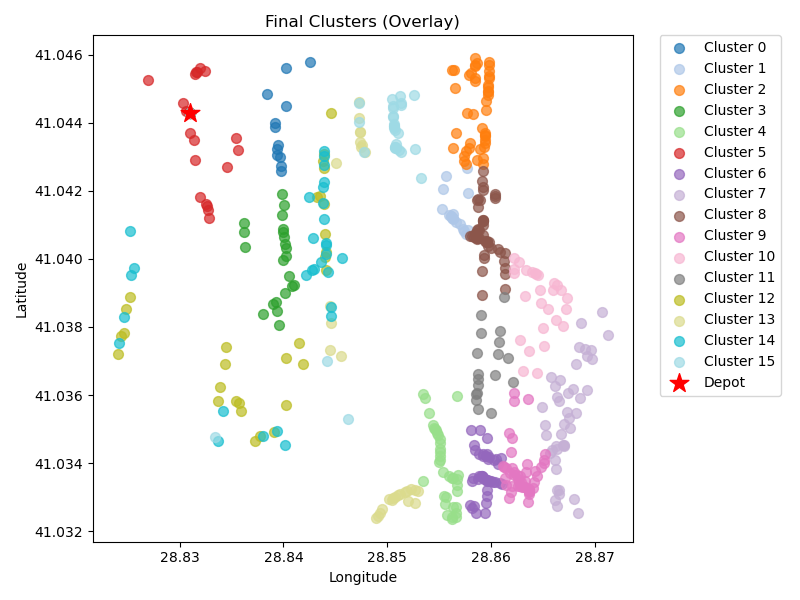 Final Clusters (Overlay)
41.046
41.044
41.042
41.040
41.038
41.036
41.034
41.032
Latitude
28.83
28.84
28.85
28.86
28.87
Longitude
Cluster 0
Cluster 1
Cluster 2
Cluster 3
Cluster 4
Cluster 5
Cluster 6
Cluster 7
Cluster 8
Cluster 9
Cluster 10
Cluster 11
Cluster 12
Cluster 13
Cluster 14
Cluster 15
Depot